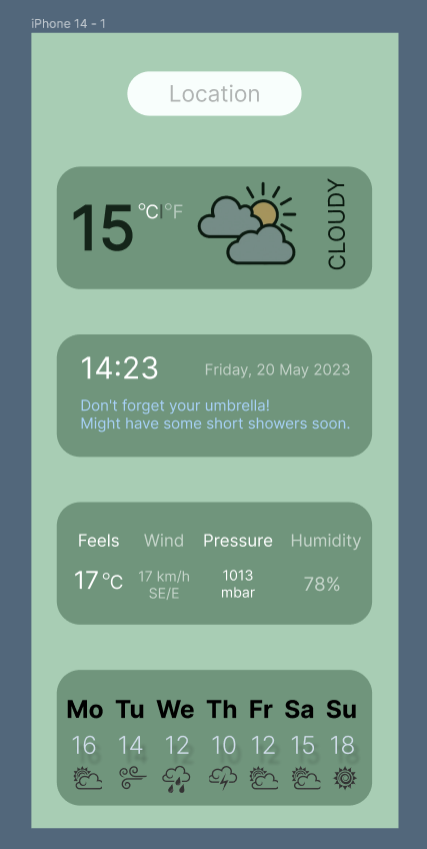 iPhone 14 - 1
Location
15 °C|°F
CLOUDY
14:23 Friday, 20 May 2023
Don't forget your umbrella!
Might have some short showers soon.
Feels Wind Pressure Humidity
17 °C 17 km/h SE/E 1013 mbar 78%
Mo Tu We Th Fr Sa Su
16 14 12 10 12 15 18